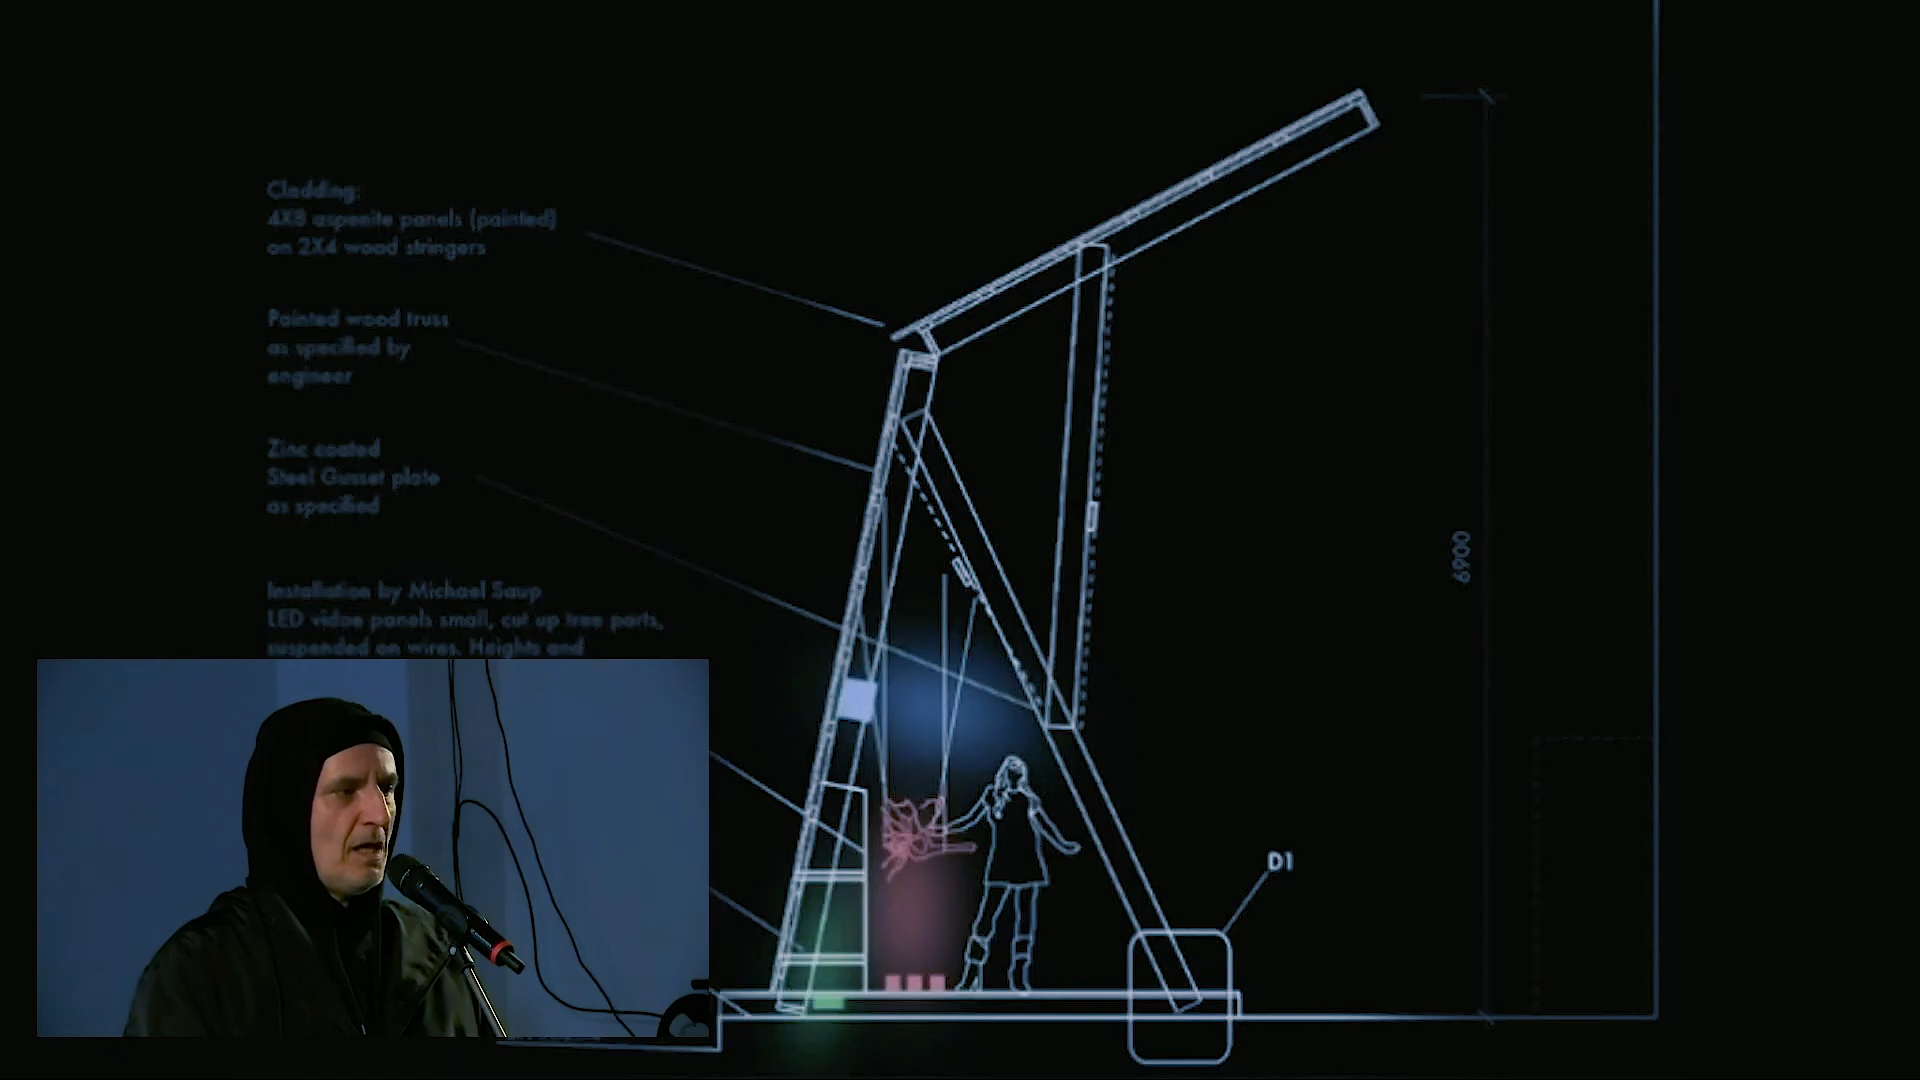 Cladding:
4X8 aspenite panels (painted)
on 2X4 wood stringers
Painted wood truss
as specified by
engineer
Zinc coated
Steel Gusset plate
as specified
Installation by Michael Saup
LED vidoe panels small, cut up tree parts,
suspended on wires. Heights and
6900
D1